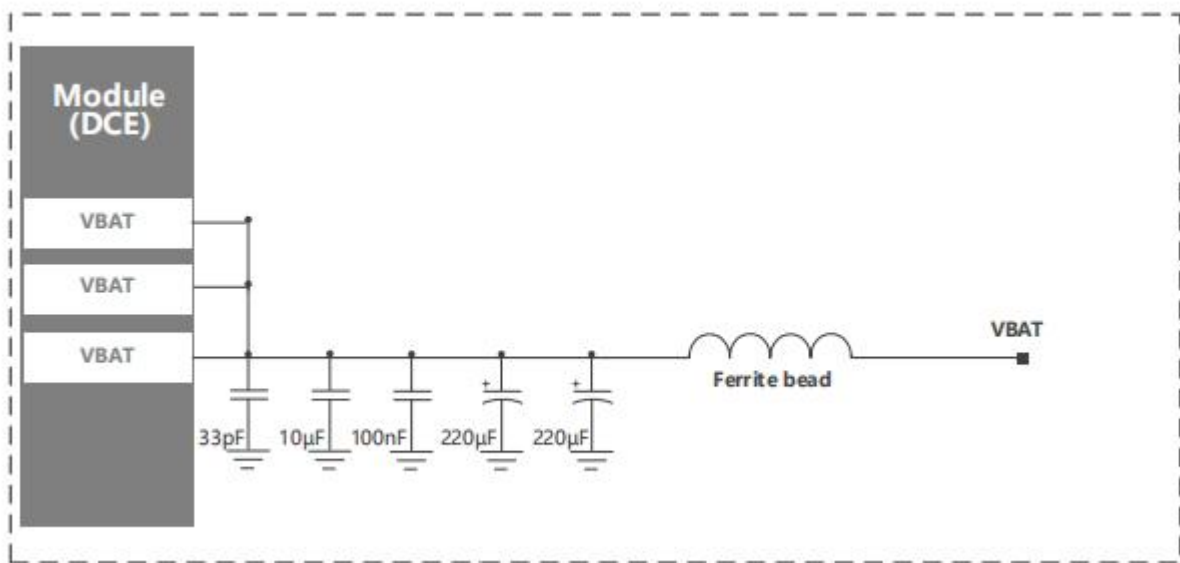 Module
(DCE)
VBAT
VBAT
VBAT
VBAT
Ferrite bead
+
+
33pF
10µF
100nF
220µF
220µF